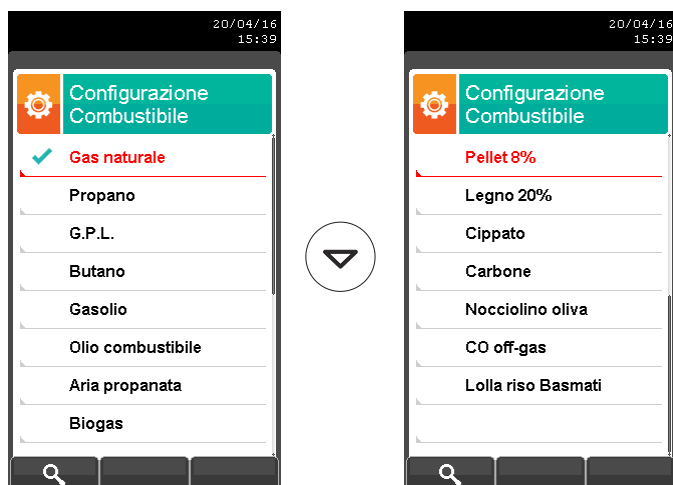 20/04/16
15:39
Configurazione
Combustibile
Gas naturale
Propano
G.P.L.
Butano
Gasolio
Olio combustibile
Aria propanata
Biogas
20/04/16
15:39
Configurazione
Combustibile
Pellet 8%
Legno 20%
Cippato
Carbone
Nocciolino oliva
CO off-gas
Lolla riso Basmati